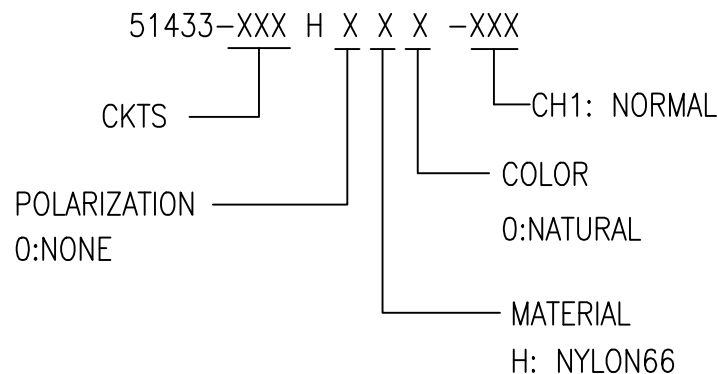 51433-XXX H X X X -XXX
CKTS
CH1: NORMAL
COLOR
0:NATURAL
POLARIZATION
0:NONE
MATERIAL
H: NYLON66